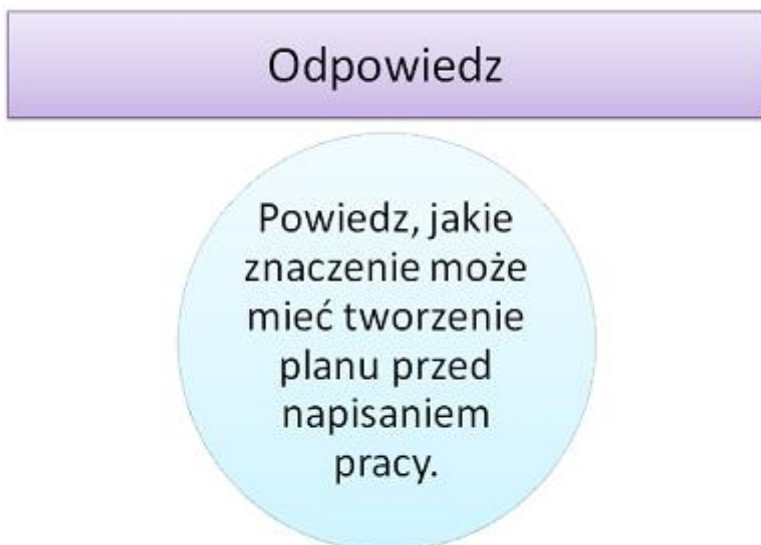 Odpowiedz
Powiedz, jakie
znaczenie może
mieć tworzenie
planu przed
napisaniem
pracy.